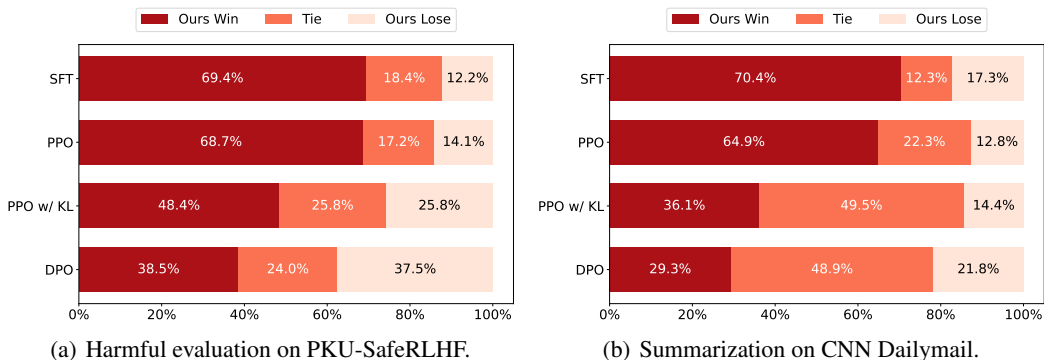 Ours Win Tie Ours Lose
SFT 69.4% 18.4% 12.2%
PPO 68.7% 17.2% 14.1%
PPO w/ KL 48.4% 25.8% 25.8%
DPO 38.5% 24.0% 37.5%
0% 20% 40% 60% 80% 100%
(a) Harmful evaluation on PKU-SafeRLHF.
Ours Win Tie Ours Lose
SFT 70.4% 12.3% 17.3%
PPO 64.9% 22.3% 12.8%
PPO w/ KL 36.1% 49.5% 14.4%
DPO 29.3% 48.9% 21.8%
0% 20% 40% 60% 80% 100%
(b) Summarization on CNN Dailymail.